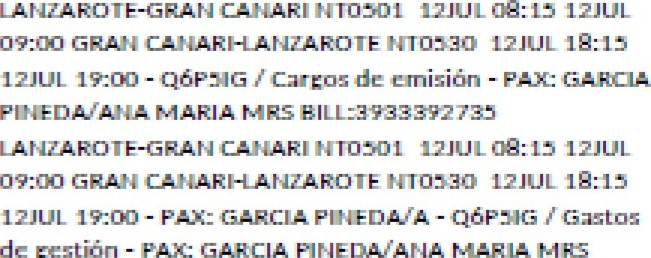 LANZAROTE-GRAN CANARI NT0501 12JUL 08:15 12JUL
09:00 GRAN CANARI-LANZAROTE NT0530 12JUL 18:15
12JUL 19:00 - Q6P5IG / Cargos de emisión - PAX: GARCIA
PINEDA/ANA MARIA MRS BILL:3933392735
LANZAROTE-GRAN CANARI NT0501 12JUL 08:15 12JUL
09:00 GRAN CANARI-LANZAROTE NT0530 12JUL 18:15
12JUL 19:00 - PAX: GARCIA PINEDA/A - Q6P5IG / Gastos
de gestión - PAX: GARCIA PINEDA/ANA MARIA MRS